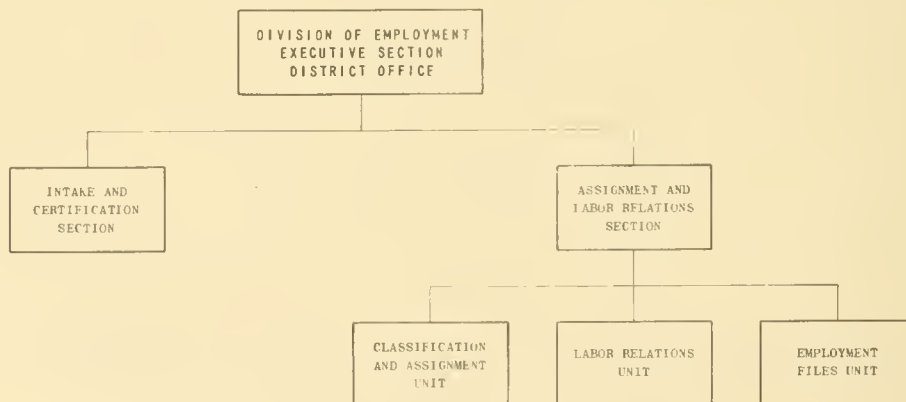 DIVISION OF EMPLOYMENT
EXECUTIVE SECTION
DISTRICT OFFICE
INTAKE AND
CERTIFICATION
SECTION
ASSIGNMENT AND
LABOR RELATIONS
SECTION
CLASSIFICATION
AND ASSIGNMENT
UNIT
LABOR RELATIONS
UNIT
EMPLOYMENT
FILES UNIT